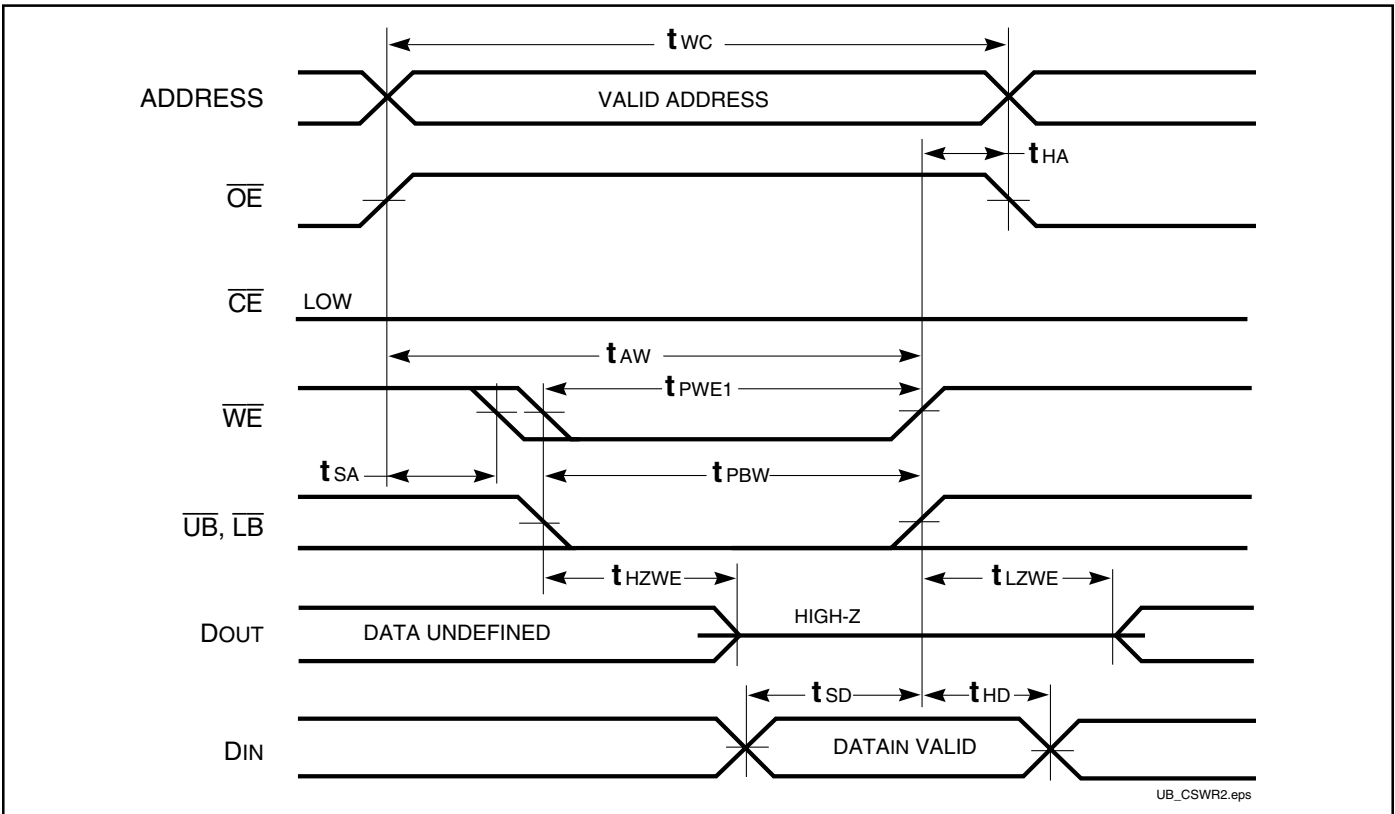 tWC
ADDRESS
VALID ADDRESS
tHA
OE
CE
LOW
tAW
tPWE1
WE
tSA
tPBW
UB, LB
tHZWE
tLZWE
DOUT
DATA UNDEFINED
HIGH-Z
tSD
tHD
DIN
DATAIN VALID
UB_CSWR2.eps